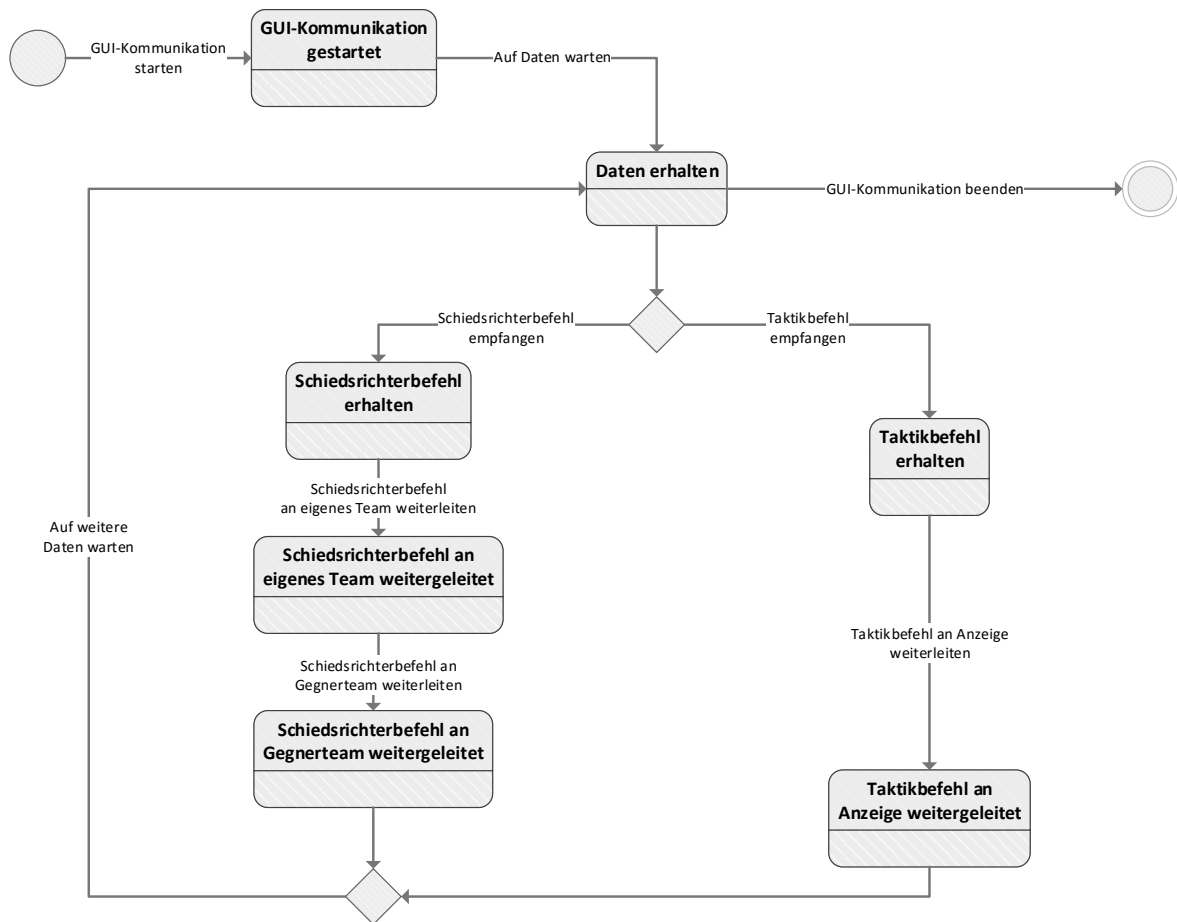 GUI-Kommunikation
starten
GUI-Kommunikation
gestartet
Auf Daten warten
Daten erhalten
GUI-Kommunikation beenden
Schiedsrichterbefehl
empfangen
Taktikbefehl
empfangen
Schiedsrichterbefehl
erhalten
Taktikbefehl
erhalten
Schiedsrichterbefehl
an eigenes Team weiterleiten
Auf weitere
Daten warten
Schiedsrichterbefehl an
eigenes Team weitergeleitet
Taktikbefehl an Anzeige
weiterleiten
Schiedsrichterbefehl an
Gegnerteam weiterleiten
Schiedsrichterbefehl an
Gegnerteam weitergeleitet
Taktikbefehl an
Anzeige weitergeleitet